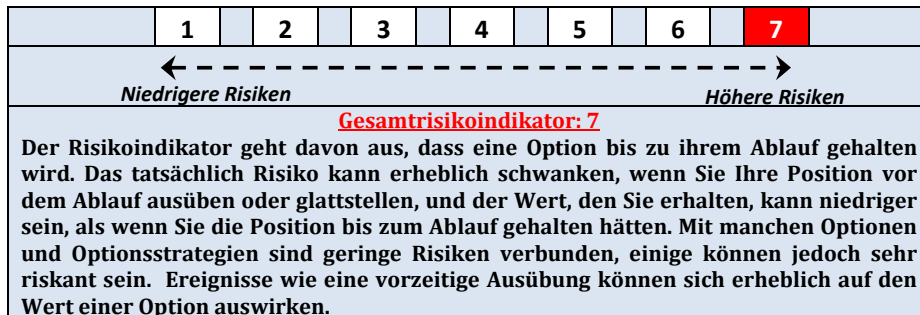 1 2 3 4 5 6 7
Niedrigere Risiken Höhere Risiken
Gesamtrisikoindikator: 7
Der Risikoindikator geht davon aus, dass eine Option bis zu ihrem Ablauf gehalten
wird. Das tatsächlich Risiko kann erheblich schwanken, wenn Sie Ihre Position vor
dem Ablauf ausüben oder glattstellen, und der Wert, den Sie erhalten, kann niedriger
sein, als wenn Sie die Position bis zum Ablauf gehalten hätten. Mit manchen Optionen
und Optionsstrategien sind geringe Risiken verbunden, einige können jedoch sehr
riskant sein. Ereignisse wie eine vorzeitige Ausübung können sich erheblich auf den
Wert einer Option auswirken.